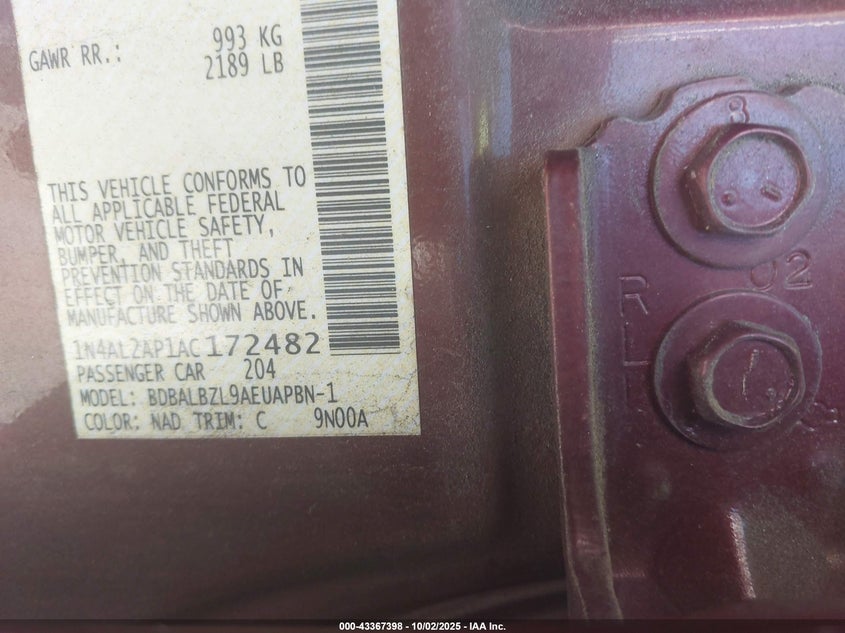 GAWR RR.: 993 KG
2189 LB
THIS VEHICLE CONFORMS TO
ALL APPLICABLE FEDERAL
MOTOR VEHICLE SAFETY,
BUMPER, AND THEFT
PREVENTION STANDARDS IN
EFFECT ON THE DATE OF
MANUFACTURE SHOWN ABOVE.
1N4AL2AP1AC172482
PASSENGER CAR 204
MODEL: BDBALBZL9AEUAPBN-1
COLOR: NAD TRIM: C 9N00A
8
02
R
L
000-43367398 - 10/02/2025 - IAA Inc.